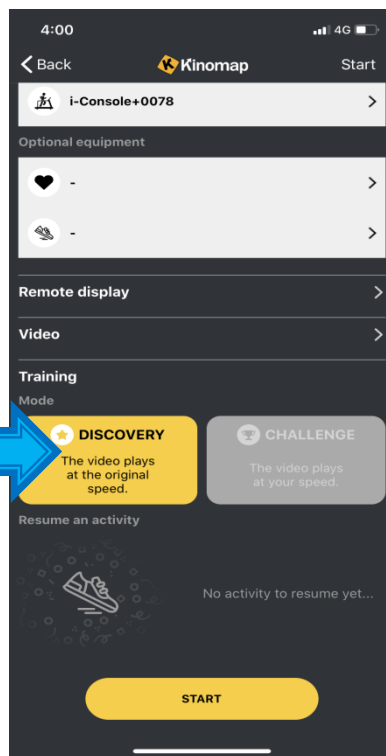 4:00 4G
Back Kinomap Start
i-Console+0078
Optional equipment
-
-
Remote display
Video
Training
Mode
DISCOVERY
The video plays
at the original
speed.
CHALLENGE
The video plays
at your speed.
Resume an activity
No activity to resume yet...
START